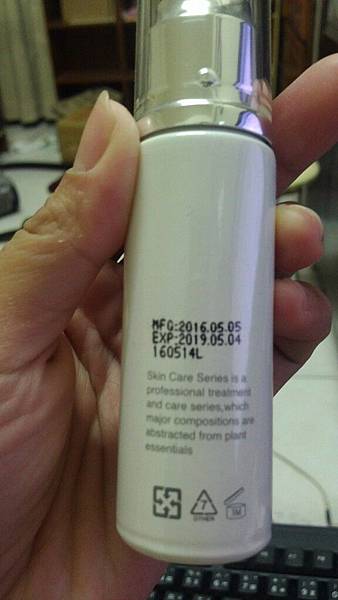 MFG:2016.05.05
EXP:2019.05.04
160514L
Skin Care Series is a
professional treatment
and care series,which
major compositions are
abstracted from plant
essentials
7
OTHER